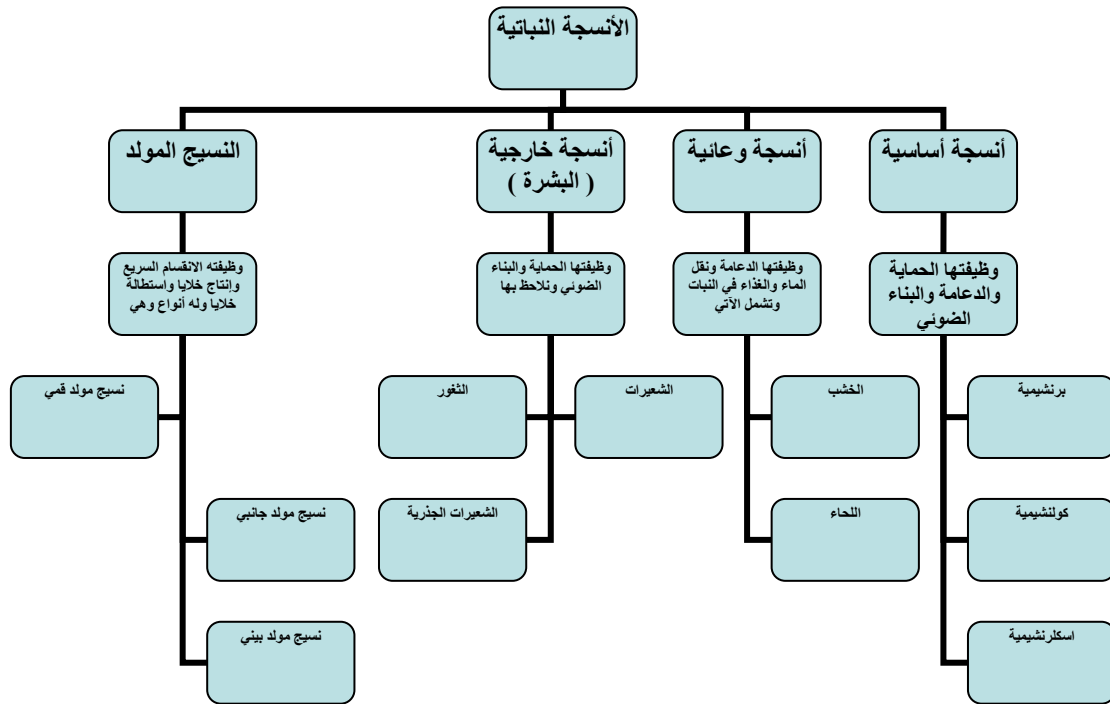 الأنسجة النباتية
أنسجة أساسية
أنسجة وعائية
أنسجة خارجية
( البشرة )
النسيج المولد
وظيفتها الحماية
والدعامة والبناء
الضوئي
وظيفتها الدعامة ونقل
الماء والغذاء في النبات
وتشمل الآتي
وظيفتها الحماية والبناء
الضوئي ونلاحظ بها
وظيفته الانقسام السريع
وإنتاج خلايا واستطالة
خلايا وله أنواع وهي
برنشيمية
الخشب
الشعيرات
الثغور
نسيج مولد قمي
كولنشيمية
اللحاء
الشعيرات الجذرية
نسيج مولد جانبي
اسكلرنشيمية
نسيج مولد بيني